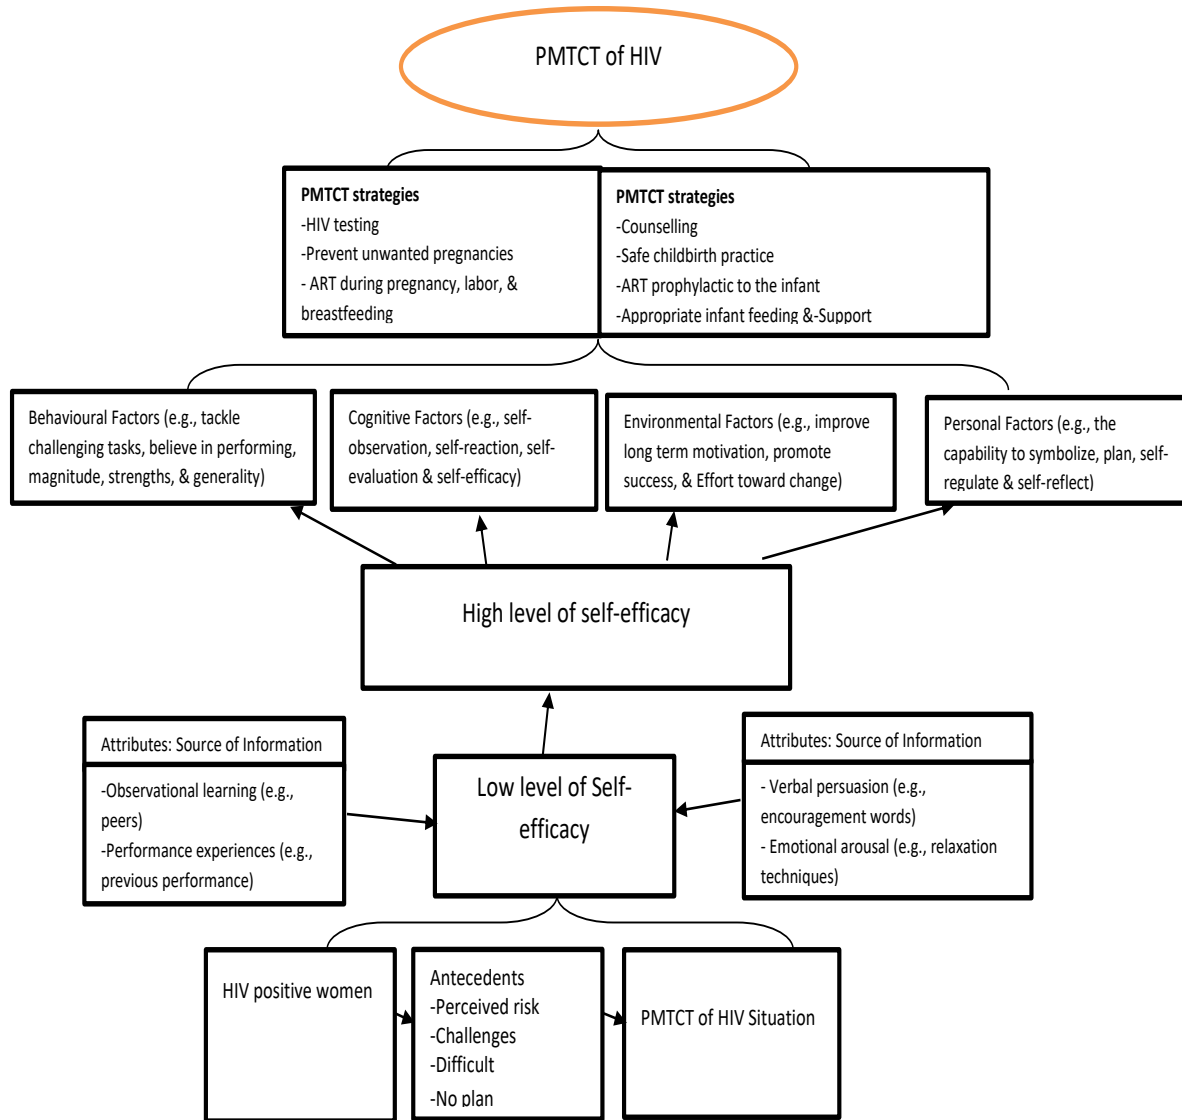 PMTCT of HIV
PMTCT strategies
-HIV testing
-Prevent unwanted pregnancies
- ART during pregnancy, labor, &
breastfeeding
PMTCT strategies
-Counselling
-Safe childbirth practice
-ART prophylactic to the infant
-Appropriate infant feeding &-Support
Behavioural Factors (e.g., tackle
challenging tasks, believe in performing,
magnitude, strengths, & generality)
Cognitive Factors (e.g., self-
observation, self-reaction, self-
evaluation & self-efficacy)
Environmental Factors (e.g., improve
long term motivation, promote
success, & Effort toward change)
Personal Factors (e.g., the
capability to symbolize, plan, self-
regulate & self-reflect)
High level of self-efficacy
Attributes: Source of Information
-Observational learning (e.g.,
peers)
-Performance experiences (e.g.,
previous performance)
Low level of Self-
efficacy
Attributes: Source of Information
- Verbal persuasion (e.g.,
encouragement words)
- Emotional arousal (e.g., relaxation
techniques)
HIV positive women
Antecedents
-Perceived risk
-Challenges
-Difficult
-No plan
PMTCT of HIV Situation